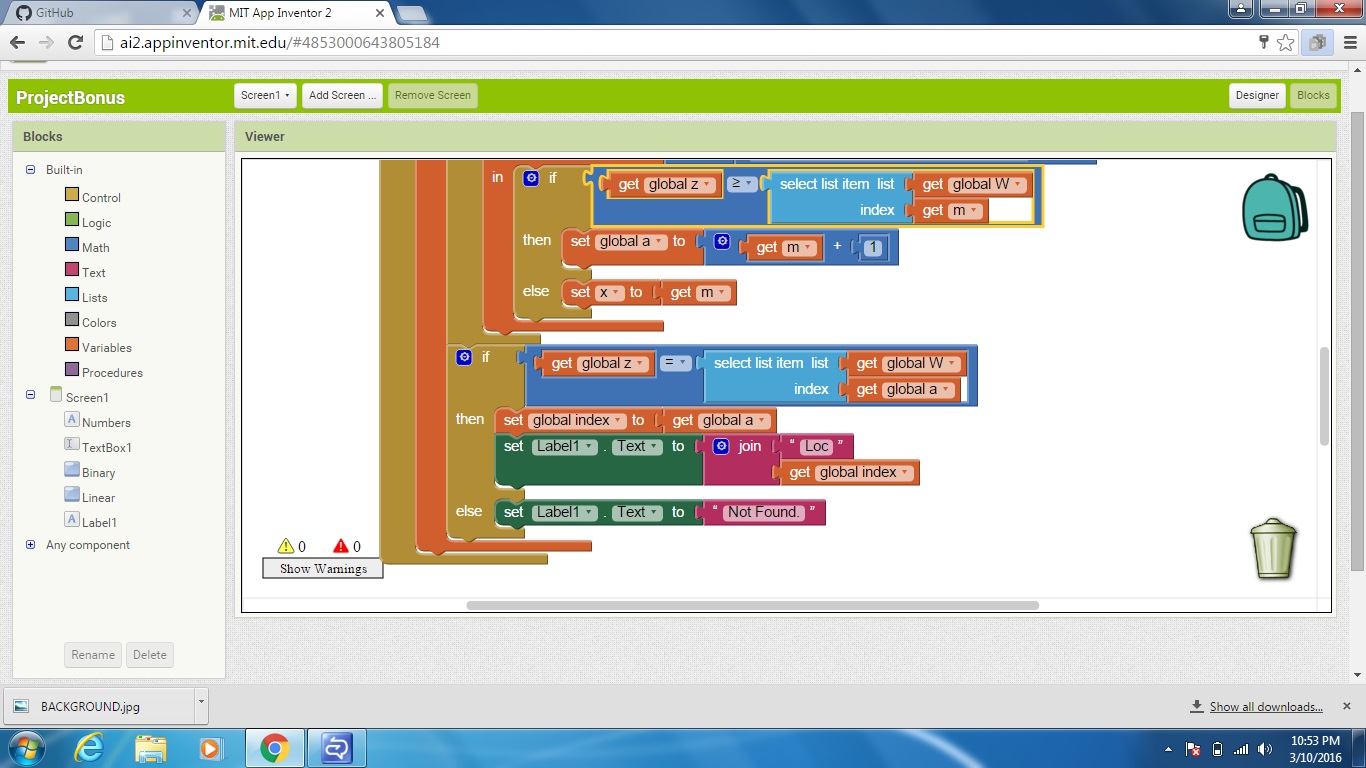 GitHub
MIT App Inventor 2
ai2.appinventor.mit.edu/#4853000643805184
ProjectBonus
Screen1
Add Screen ...
Remove Screen
Designer
Blocks
Blocks
Viewer
Built-in
Control
Logic
Math
Text
Lists
Colors
Variables
Procedures
Screen1
Numbers
TextBox1
Binary
Linear
Label1
Any component
Rename
Delete
in if get global z ≥ select list item list get global W
index get m
then set global a to get m + 1
else set x to get m
if get global z = select list item list get global W
index get global a
then set global index to get global a
set Label1 . Text to join “ Loc ”
get global index
else set Label1 . Text to “ Not Found. ”
0 0
Show Warnings
BACKGROUND.jpg
Show all downloads...
10:53 PM
3/10/2016